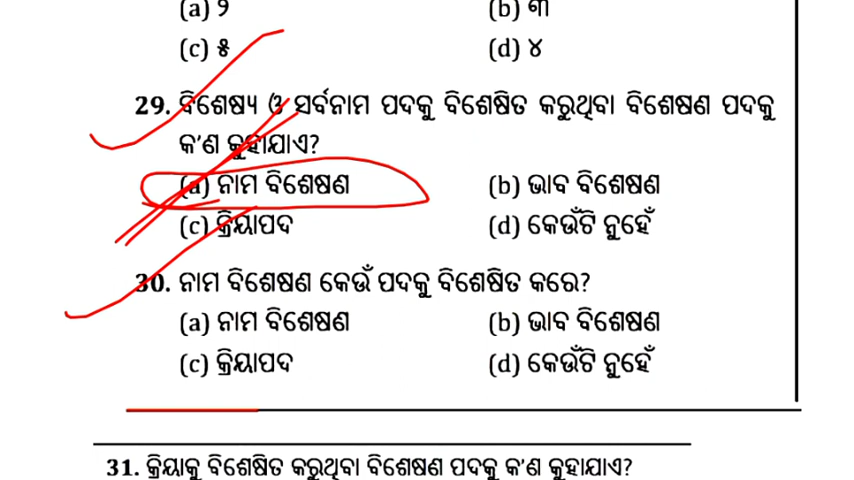 (a) ୨ (b) ୩
(c) ୫ (d) ୪
29. ବିଶେଷ୍ୟ ଓ ସର୍ବନାମ ପଦକୁ ବିଶେଷିତ କରୁଥିବା ବିଶେଷଣ ପଦକୁ
କ'ଣ କୁହାଯାଏ?
(a) ନାମ ବିଶେଷଣ (b) ଭାବ ବିଶେଷଣ
(c) କ୍ରିୟାପଦ (d) କେଉଁଟି ନୁହେଁ
30. ନାମ ବିଶେଷଣ କେଉଁ ପଦକୁ ବିଶେଷିତ କରେ?
(a) ନାମ ବିଶେଷଣ (b) ଭାବ ବିଶେଷଣ
(c) କ୍ରିୟାପଦ (d) କେଉଁଟି ନୁହେଁ
31. କ୍ରିୟାକୁ ବିଶେଷିତ କରୁଥିବା ବିଶେଷଣ ପଦକୁ କ'ଣ କୁହାଯାଏ?